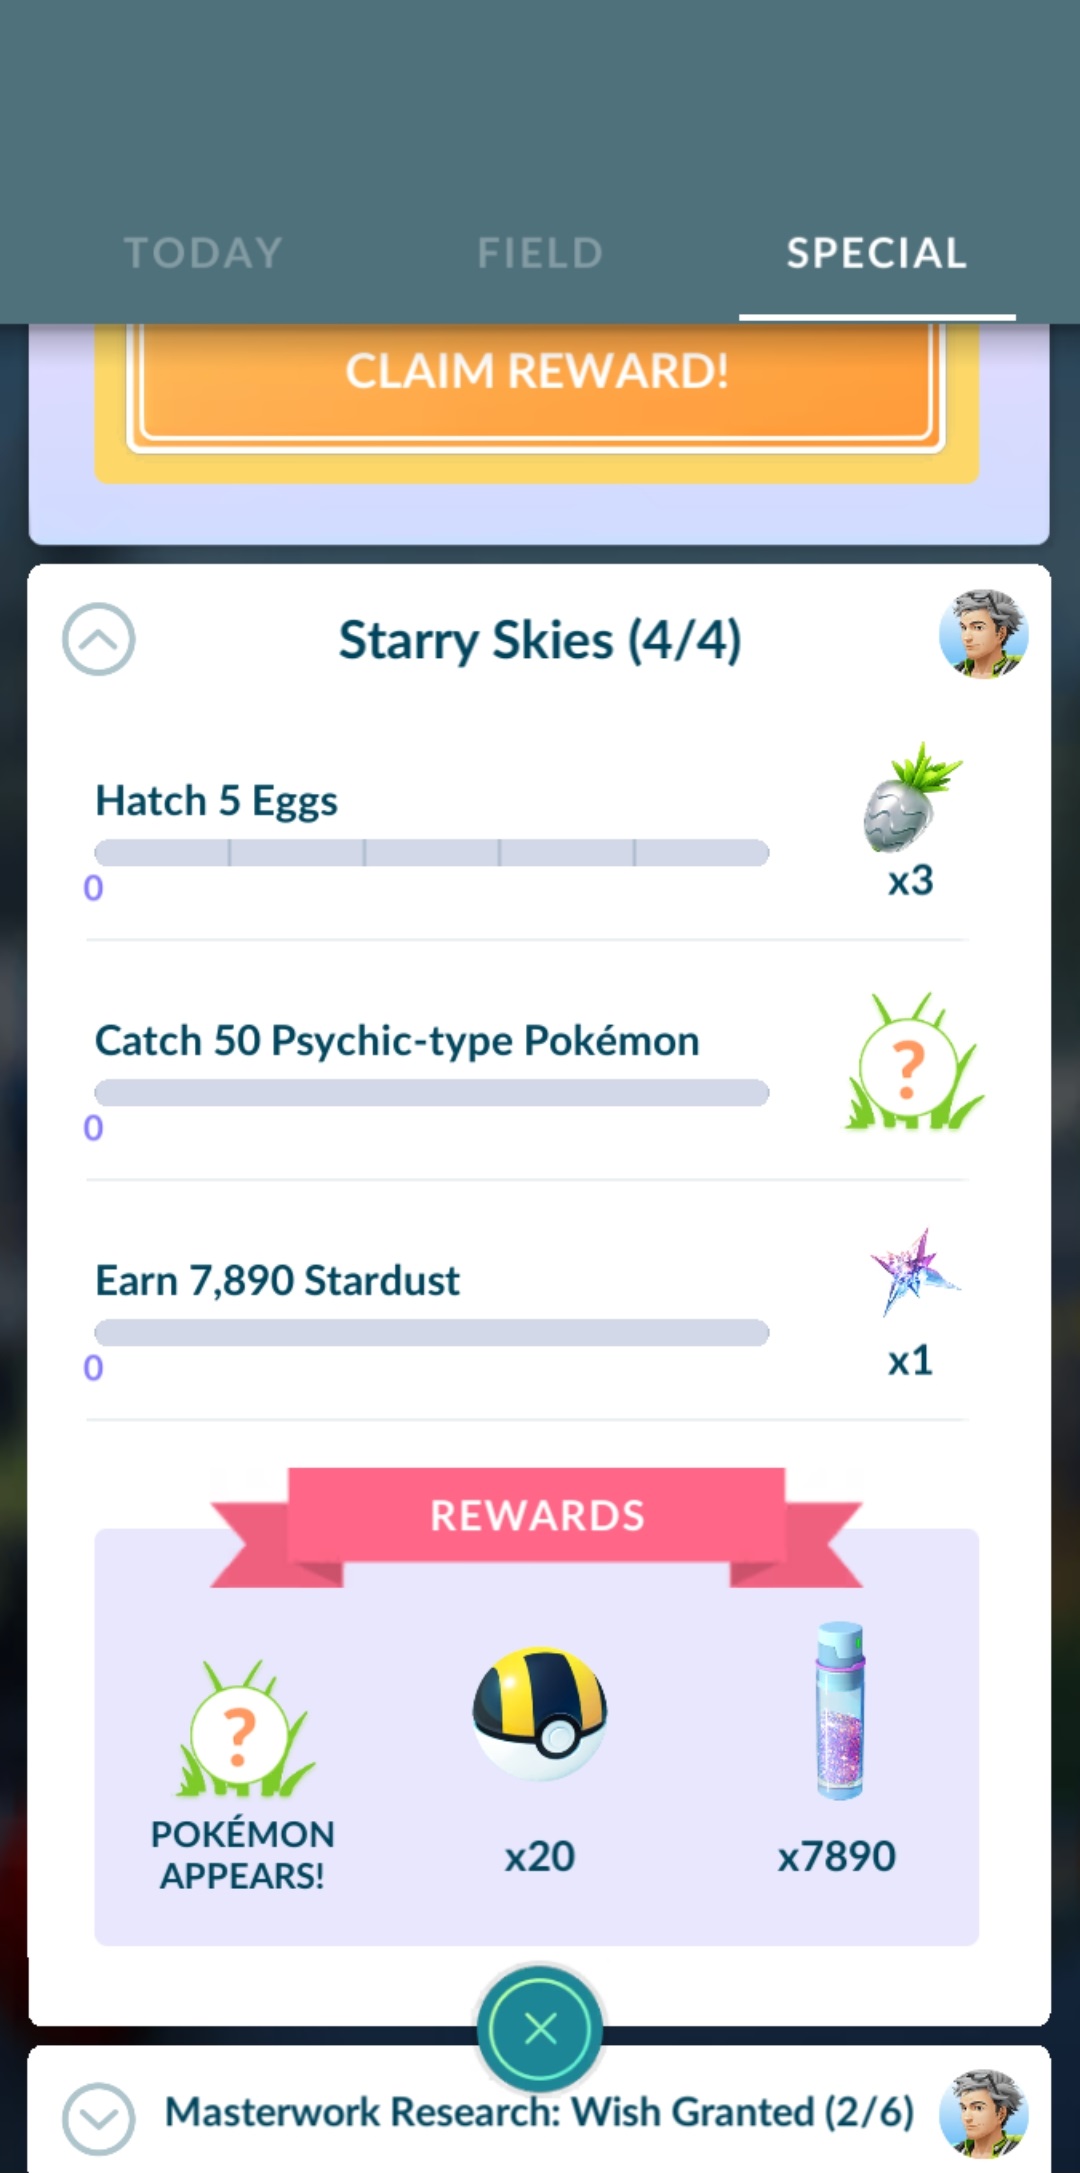 TODAY
FIELD
SPECIAL
CLAIM REWARD!
Starry Skies (4/4)
Hatch 5 Eggs
0
x3
Catch 50 Psychic-type Pokémon
0
?
Earn 7,890 Stardust
0
x1
REWARDS
?
POKÉMON
APPEARS!
x20
x7890
Masterwork Research: Wish Granted (2/6)